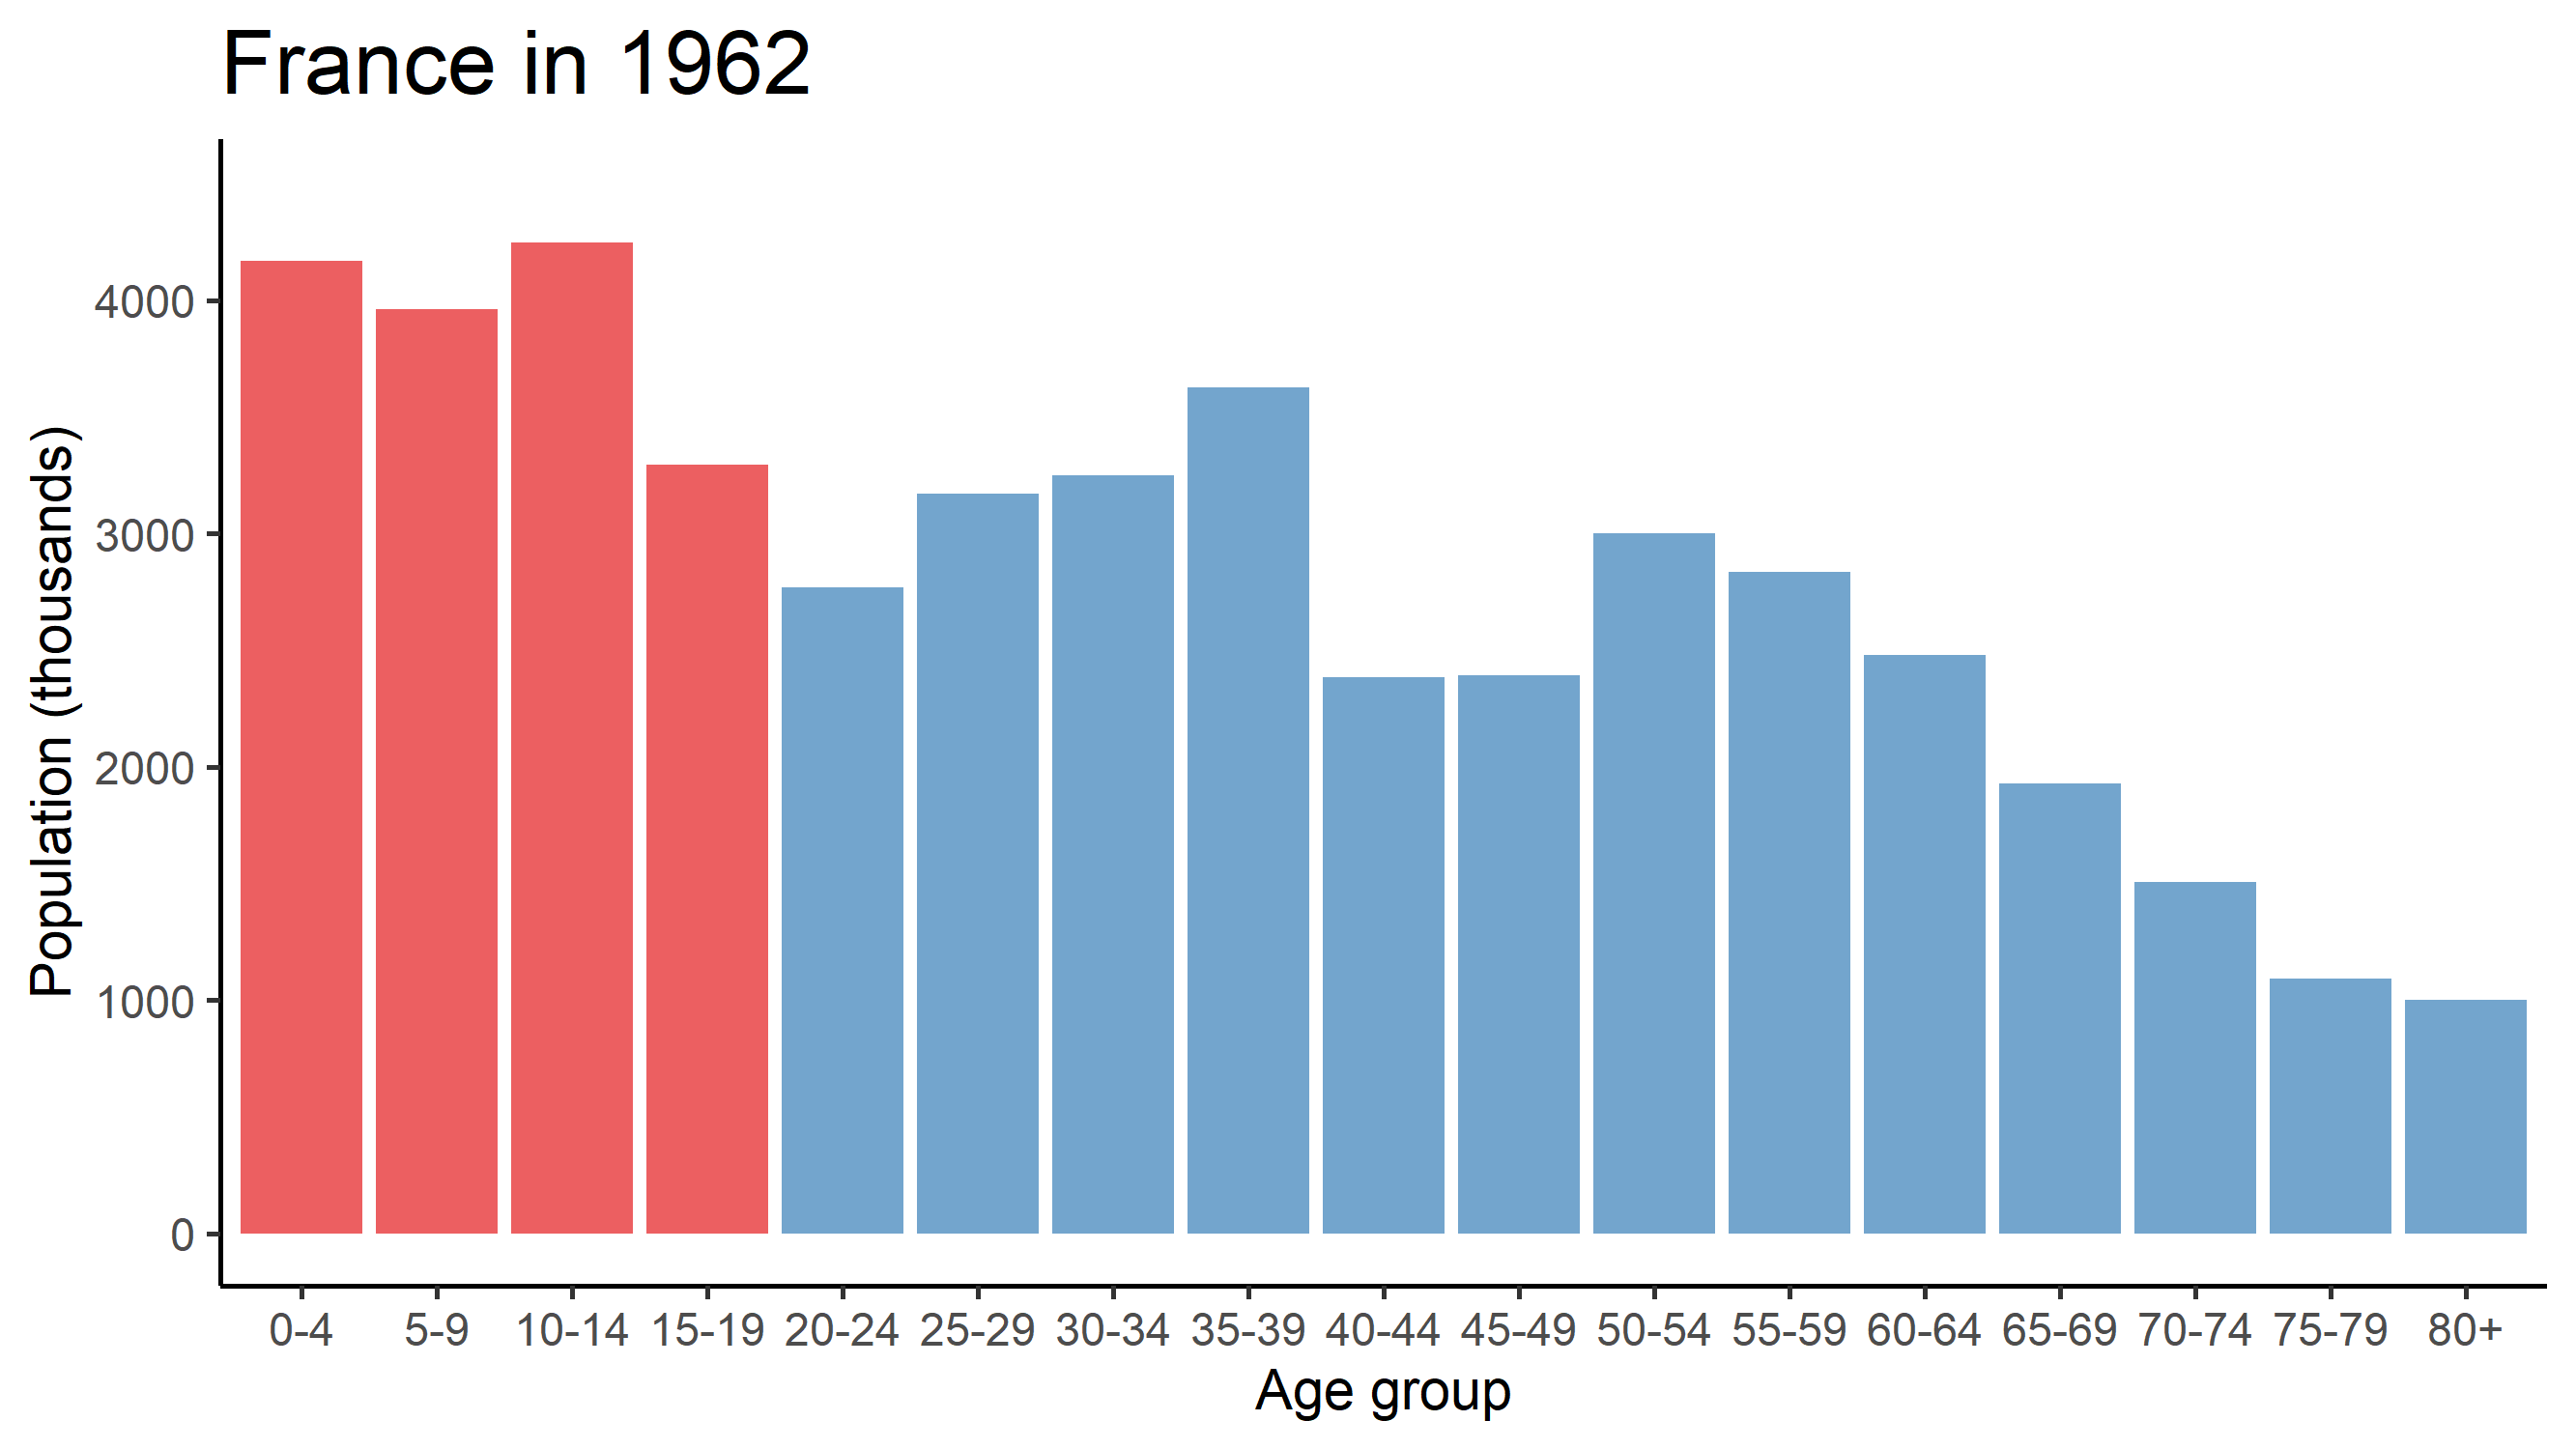 France in 1962
Population (thousands)
4000
3000
2000
1000
0
0-4 5-9 10-14 15-19 20-24 25-29 30-34 35-39 40-44 45-49 50-54 55-59 60-64 65-69 70-74 75-79 80+
Age group